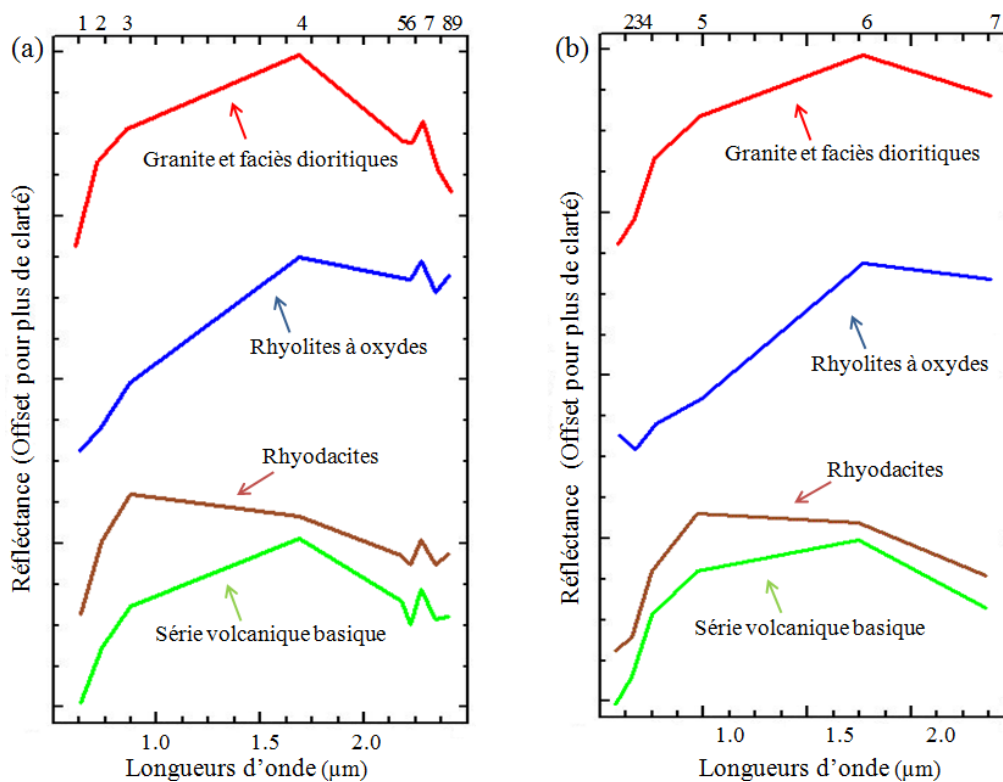 1 2 3 4 56 7 89
(a)
Granite et faciès dioritiques
Rhyolites à oxydes
Rhyodacites
Série volcanique basique
Réfléctance (Offset pour plus de clarté)
1.0 1.5 2.0
Longueurs d'onde (µm)
234 5 6 7
(b)
Granite et faciès dioritiques
Rhyolites à oxydes
Rhyodacites
Série volcanique basique
Réfléctance (Offset pour plus de clarté)
1.0 1.5 2.0
Longueurs d'onde (µm)